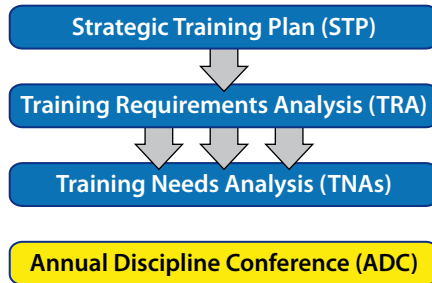 Strategic Training Plan (STP)
Training Requirements Analysis (TRA)
Training Needs Analysis (TNAs)
Annual Discipline Conference (ADC)